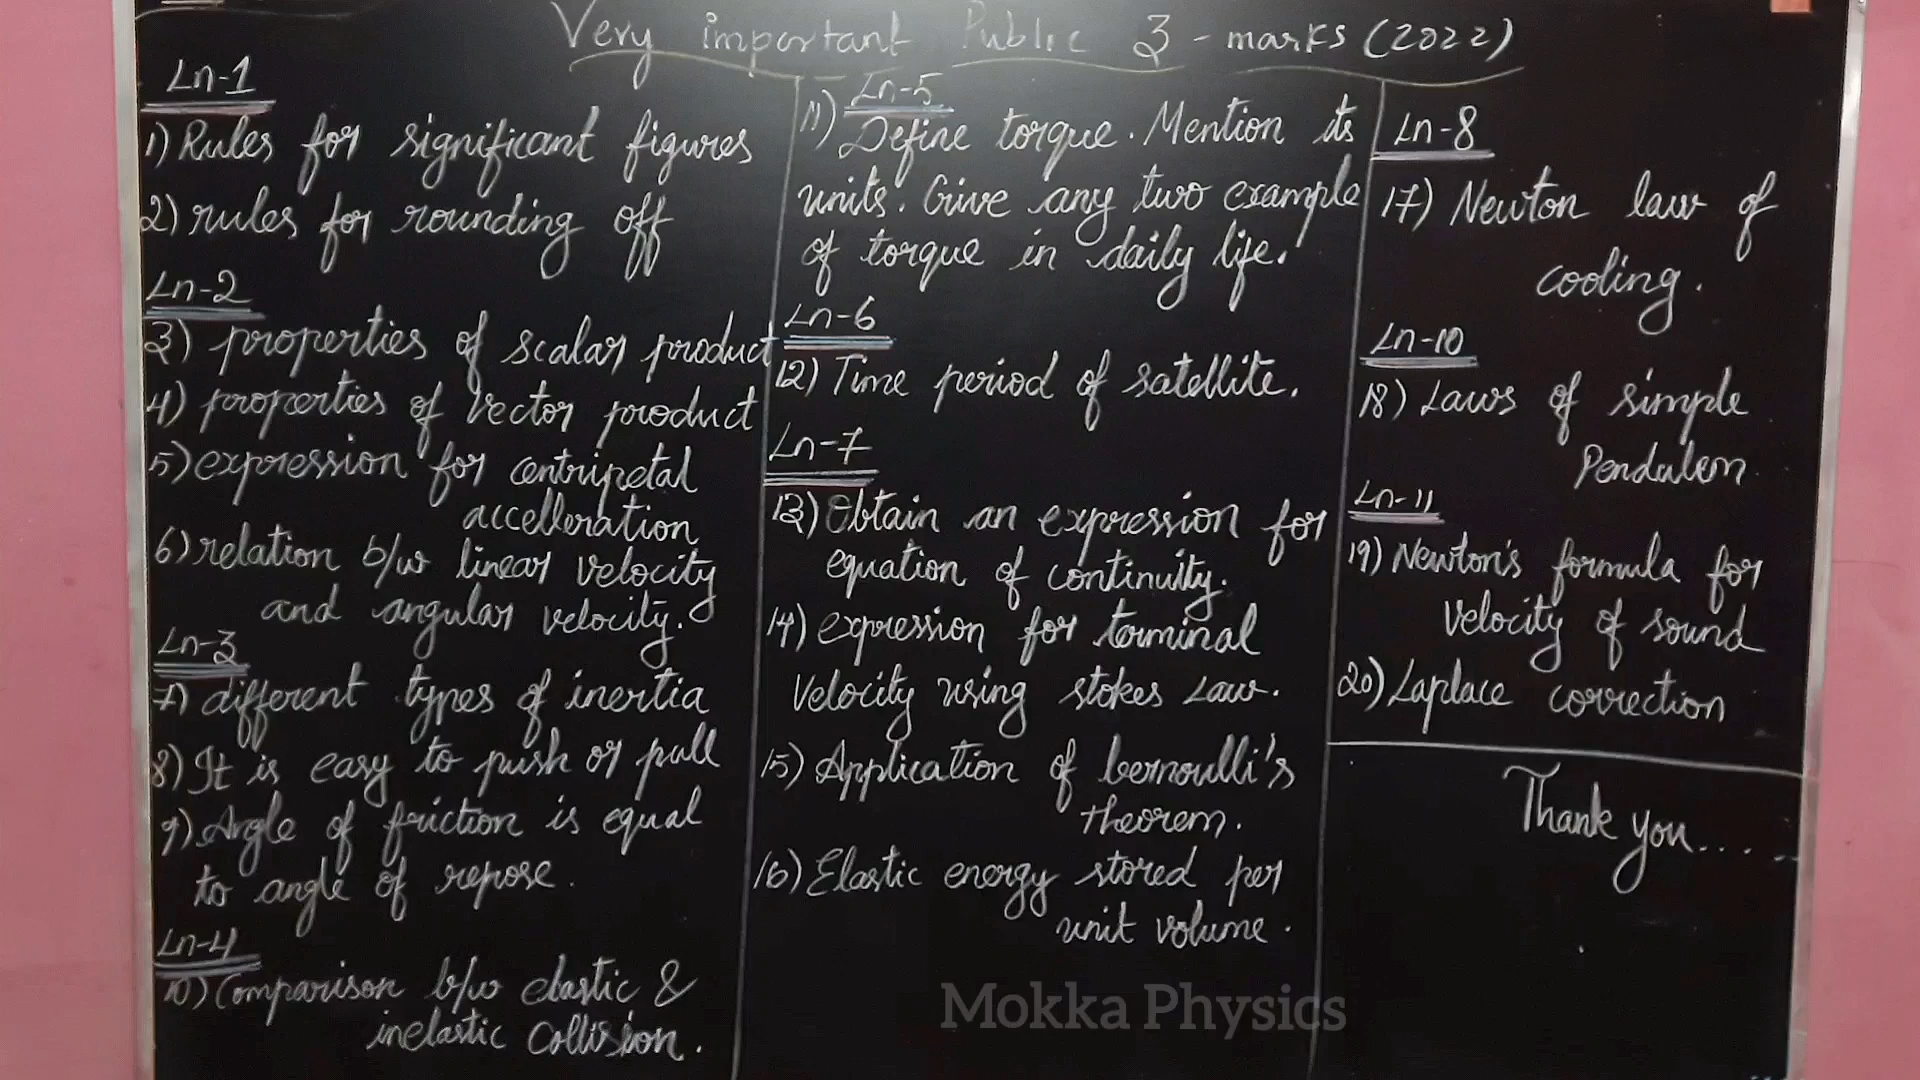 Very important Public 3 - marks (2022)
Ln-1
1) Rules for significant figures
2) rules for rounding off
Ln-2
3) properties of scalar product
4) properties of vector product
5) expression for centripetal
accelleration
6) relation b/w linear velocity
and angular velocity.
Ln-3
7) different types of inertia
8) It is easy to push or pull
9) Angle of friction is equal
to angle of repose.
Ln-4
10) Comparison b/w elastic &
inelastic collision.
Ln-5
11) Define torque. Mention its
units. Give any two example
of torque in daily life.
Ln-6
12) Time period of satellite.
Ln-7
13) Obtain an expression for
equation of continuity.
14) expression for terminal
velocity using stokes Law.
15) Application of bernoulli's
theorem.
16) Elastic energy stored per
unit volume.
Ln-8
17) Newton law of
cooling.
Ln-10
18) Laws of simple
Pendulem
Ln-11
19) Newton's formula for
velocity of sound
20) Laplace correction
Thank you.....
Mokka Physics